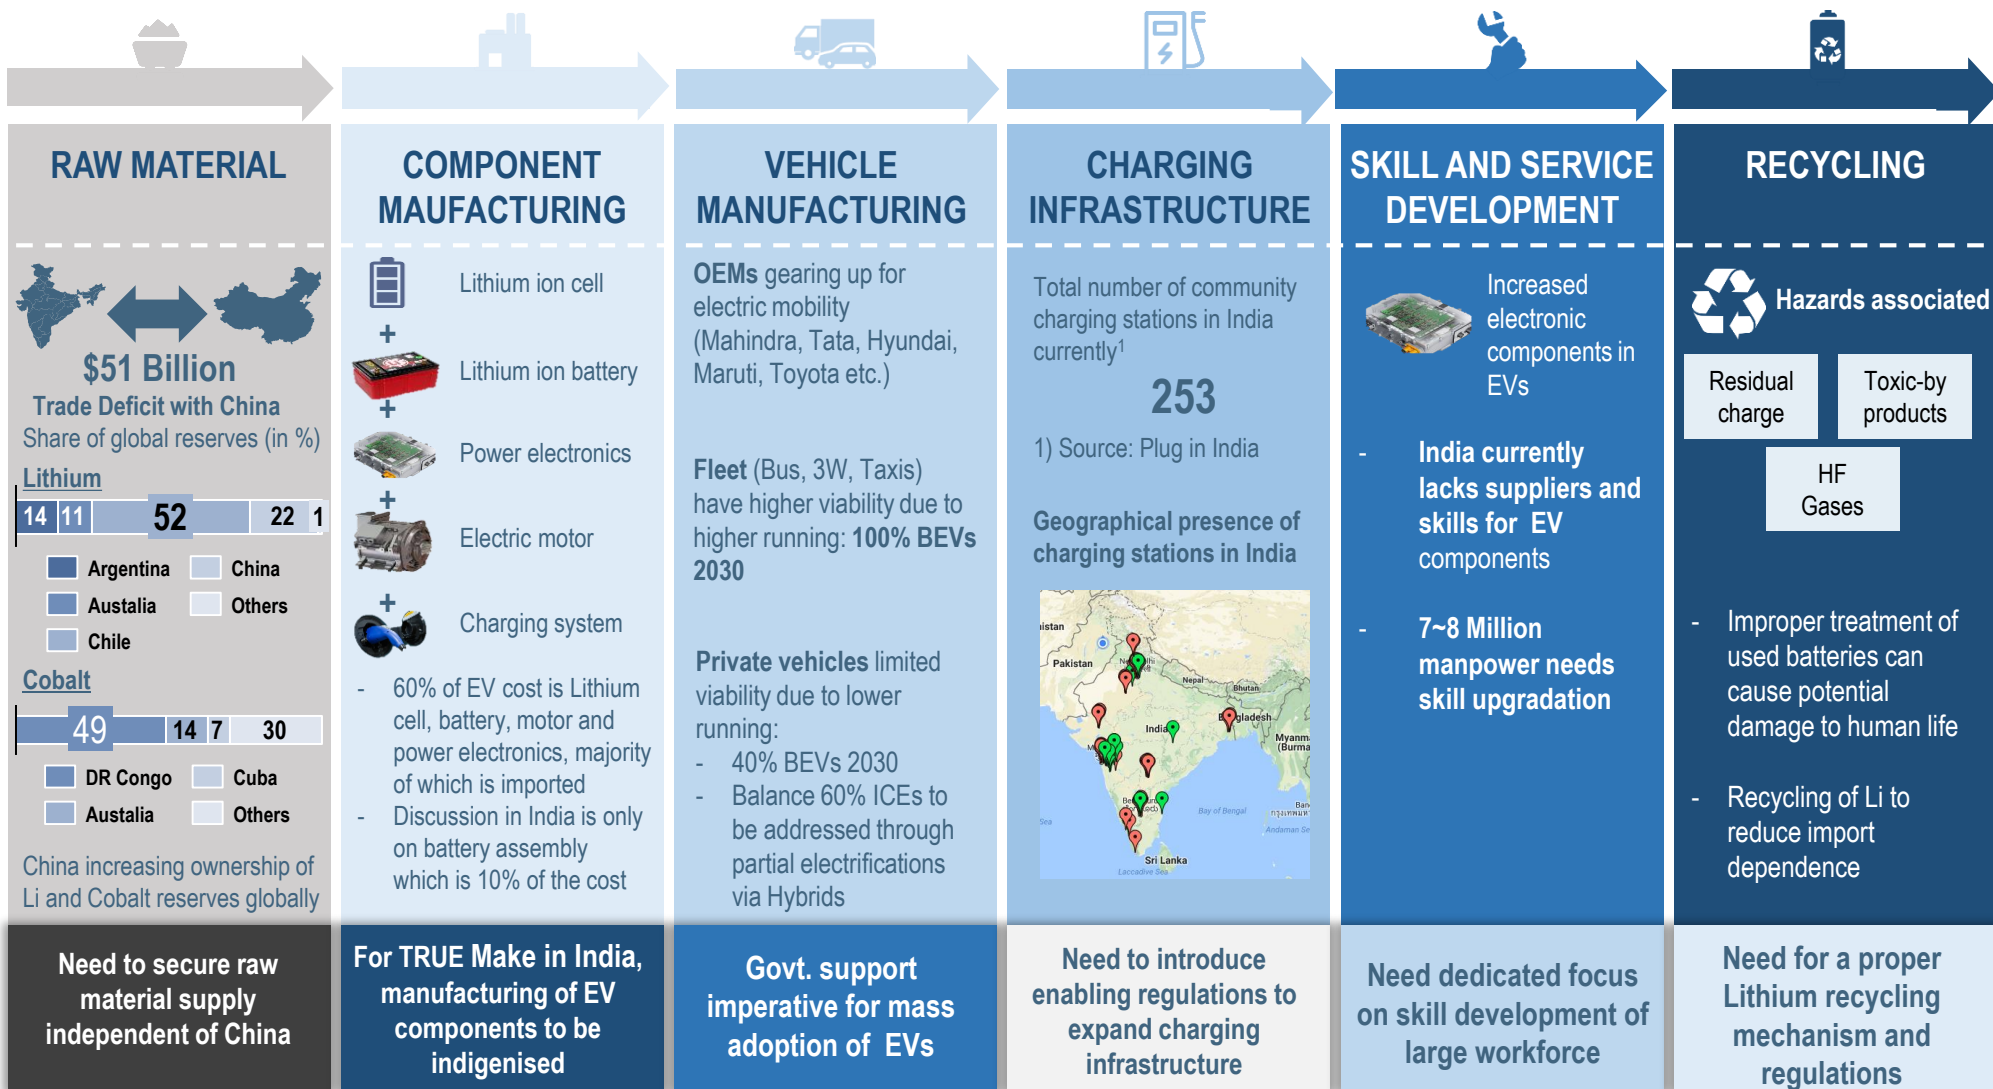 RAW MATERIAL
$51 Billion
Trade Deficit with China
Share of global reserves (in %)
Lithium
14 11 52 22 1
Argentina China
Austalia Others
Chile
Cobalt
49 14 7 30
DR Congo Cuba
Austalia Others
China increasing ownership of
Li and Cobalt reserves globally
Need to secure raw
material supply
independent of China
COMPONENT
MAUFACTURING
Lithium ion cell
+
Lithium ion battery
+
Power electronics
+
Electric motor
+
Charging system
- 60% of EV cost is Lithium
cell, battery, motor and
power electronics, majority
of which is imported
- Discussion in India is only
on battery assembly
which is 10% of the cost
For TRUE Make in India,
manufacturing of EV
components to be
indigenised
VEHICLE
MANUFACTURING
OEMs gearing up for
electric mobility
(Mahindra, Tata, Hyundai,
Maruti, Toyota etc.)
Fleet (Bus, 3W, Taxis)
have higher viability due to
higher running: 100% BEVs
2030
Private vehicles limited
viability due to lower
running:
- 40% BEVs 2030
- Balance 60% ICEs to
be addressed through
partial electrifications
via Hybrids
Govt. support
imperative for mass
adoption of EVs
CHARGING
INFRASTRUCTURE
Total number of community
charging stations in India
currently1
253
1) Source: Plug in India
Geographical presence of
charging stations in India
Pakistan
Nepal
Bhutan
India
Myanm
(Burma
Bay of Bengal
Andaman Se
Sri Lanka
Laccadive Sea
Need to introduce
enabling regulations to
expand charging
infrastructure
SKILL AND SERVICE
DEVELOPMENT
Increased
electronic
components in
EVs
- India currently
lacks suppliers and
skills for EV
components
- 7~8 Million
manpower needs
skill upgradation
Need dedicated focus
on skill development of
large workforce
RECYCLING
Hazards associated
Residual
charge
Toxic-by
products
HF
Gases
- Improper treatment of
used batteries can
cause potential
damage to human life
- Recycling of Li to
reduce import
dependence
Need for a proper
Lithium recycling
mechanism and
regulations